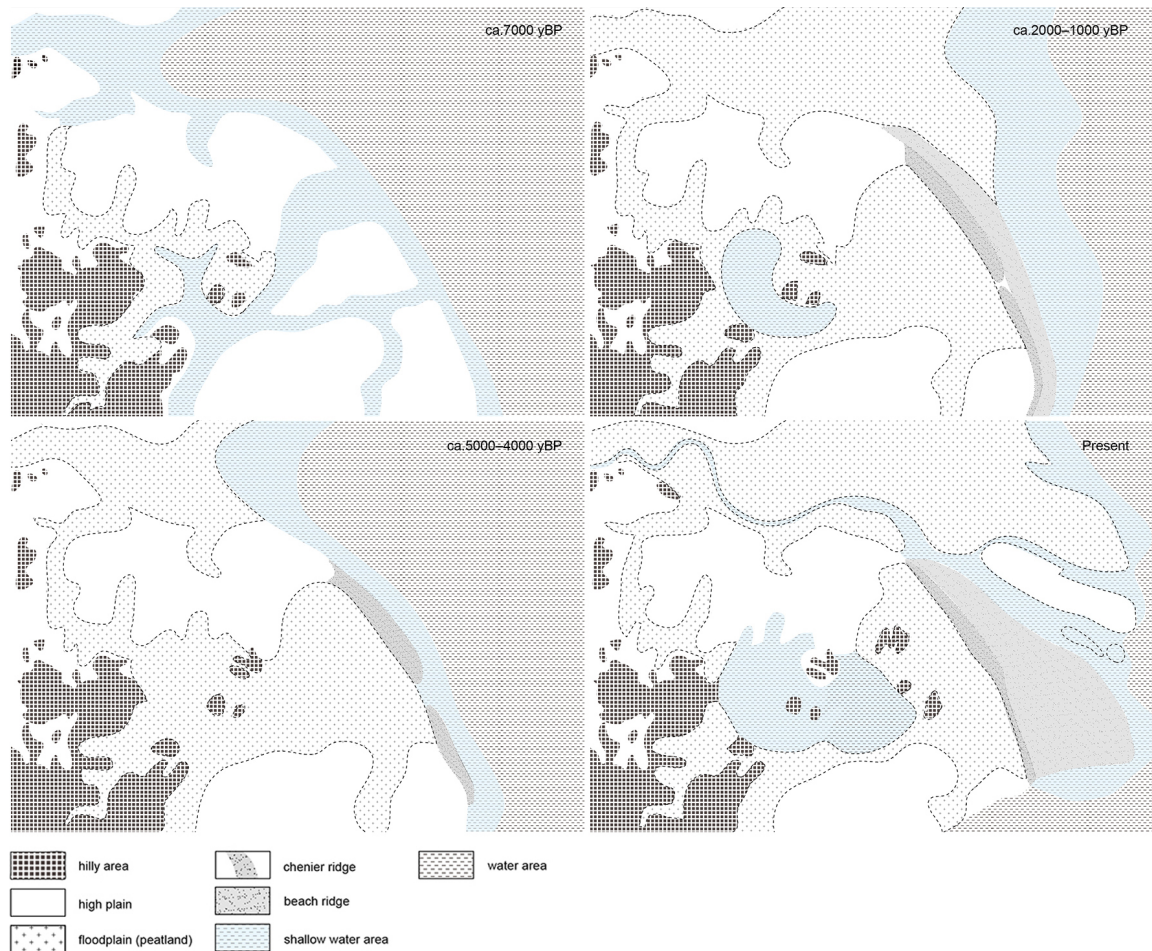 ca.7000 yBP
ca.2000–1000 yBP
ca.5000–4000 yBP
Present
hilly area
chenier ridge
water area
high plain
beach ridge
floodplain (peatland)
shallow water area